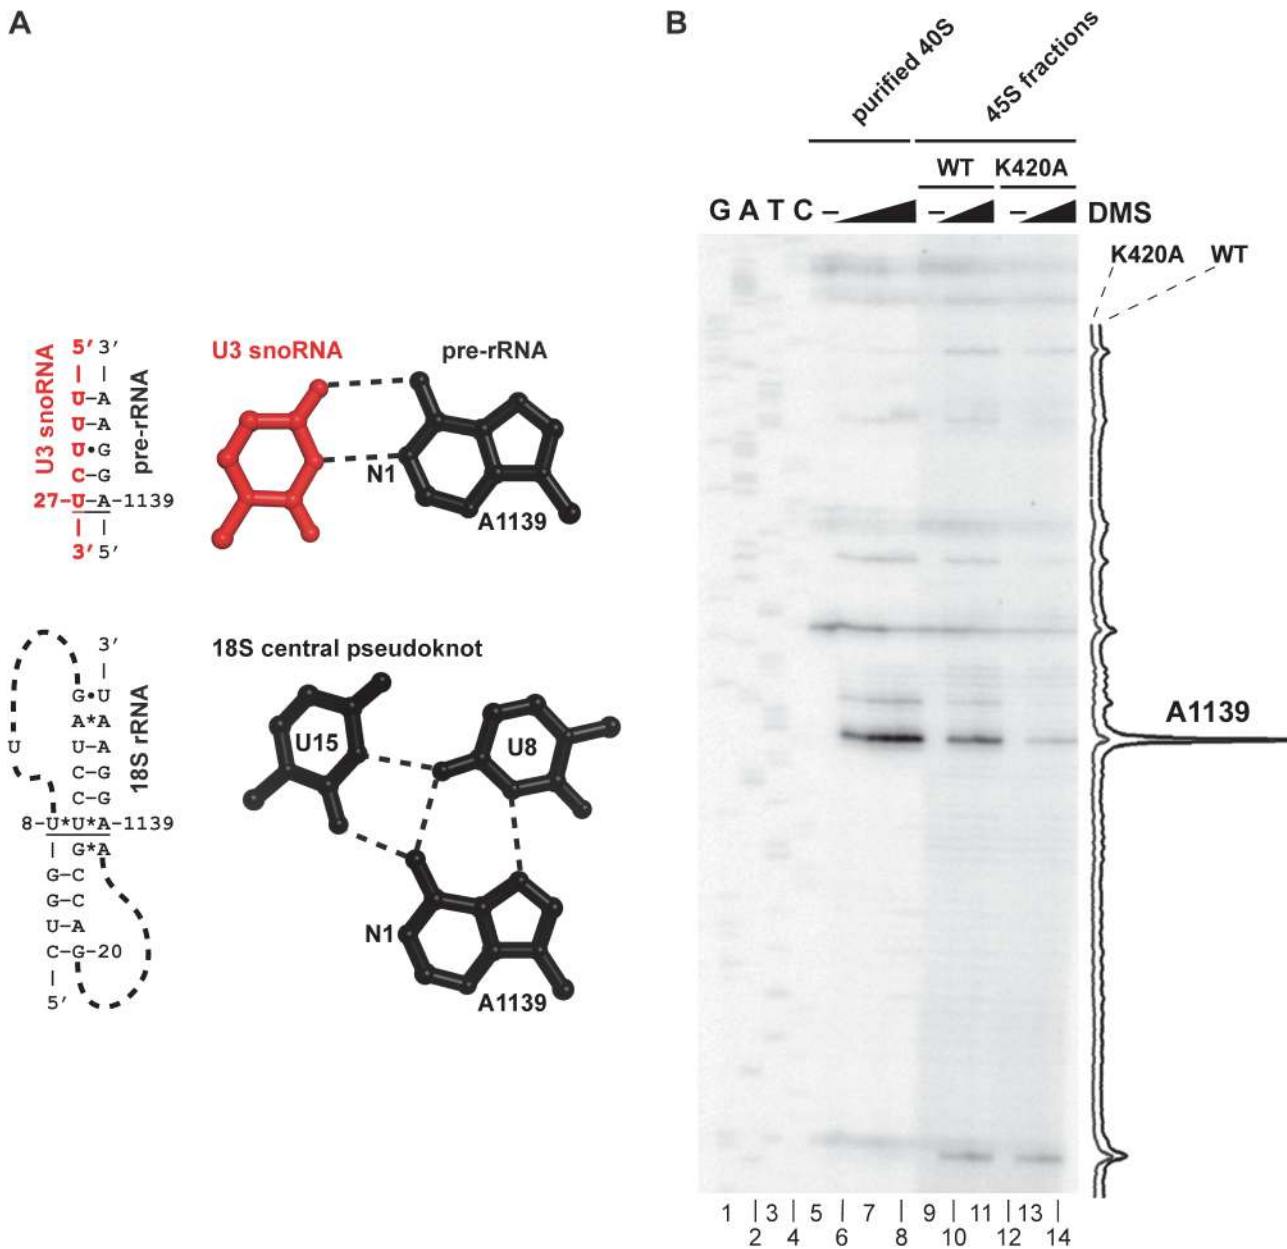 A
U3 snoRNA
5′ 3′
U–A
U–A
U•G
C–G
27–U–A–1139
3′ 5′
pre-rRNA
U3 snoRNA
pre-rRNA
N1
A1139
3′
G•U
A*A
U–A
C–G
C–G
8–U*U*A–1139
G*A
G–C C
G C
U A
C–G–20
5′
U
18S rRNA
18S central pseudoknot
U15
U8
N1
A1139
B
purified 40S
45S fractions
WT K420A
G A T C – – – DMS
K420A WT
A1139
1 3 5 7 9 11 13
2 4 6 8 10 12 14